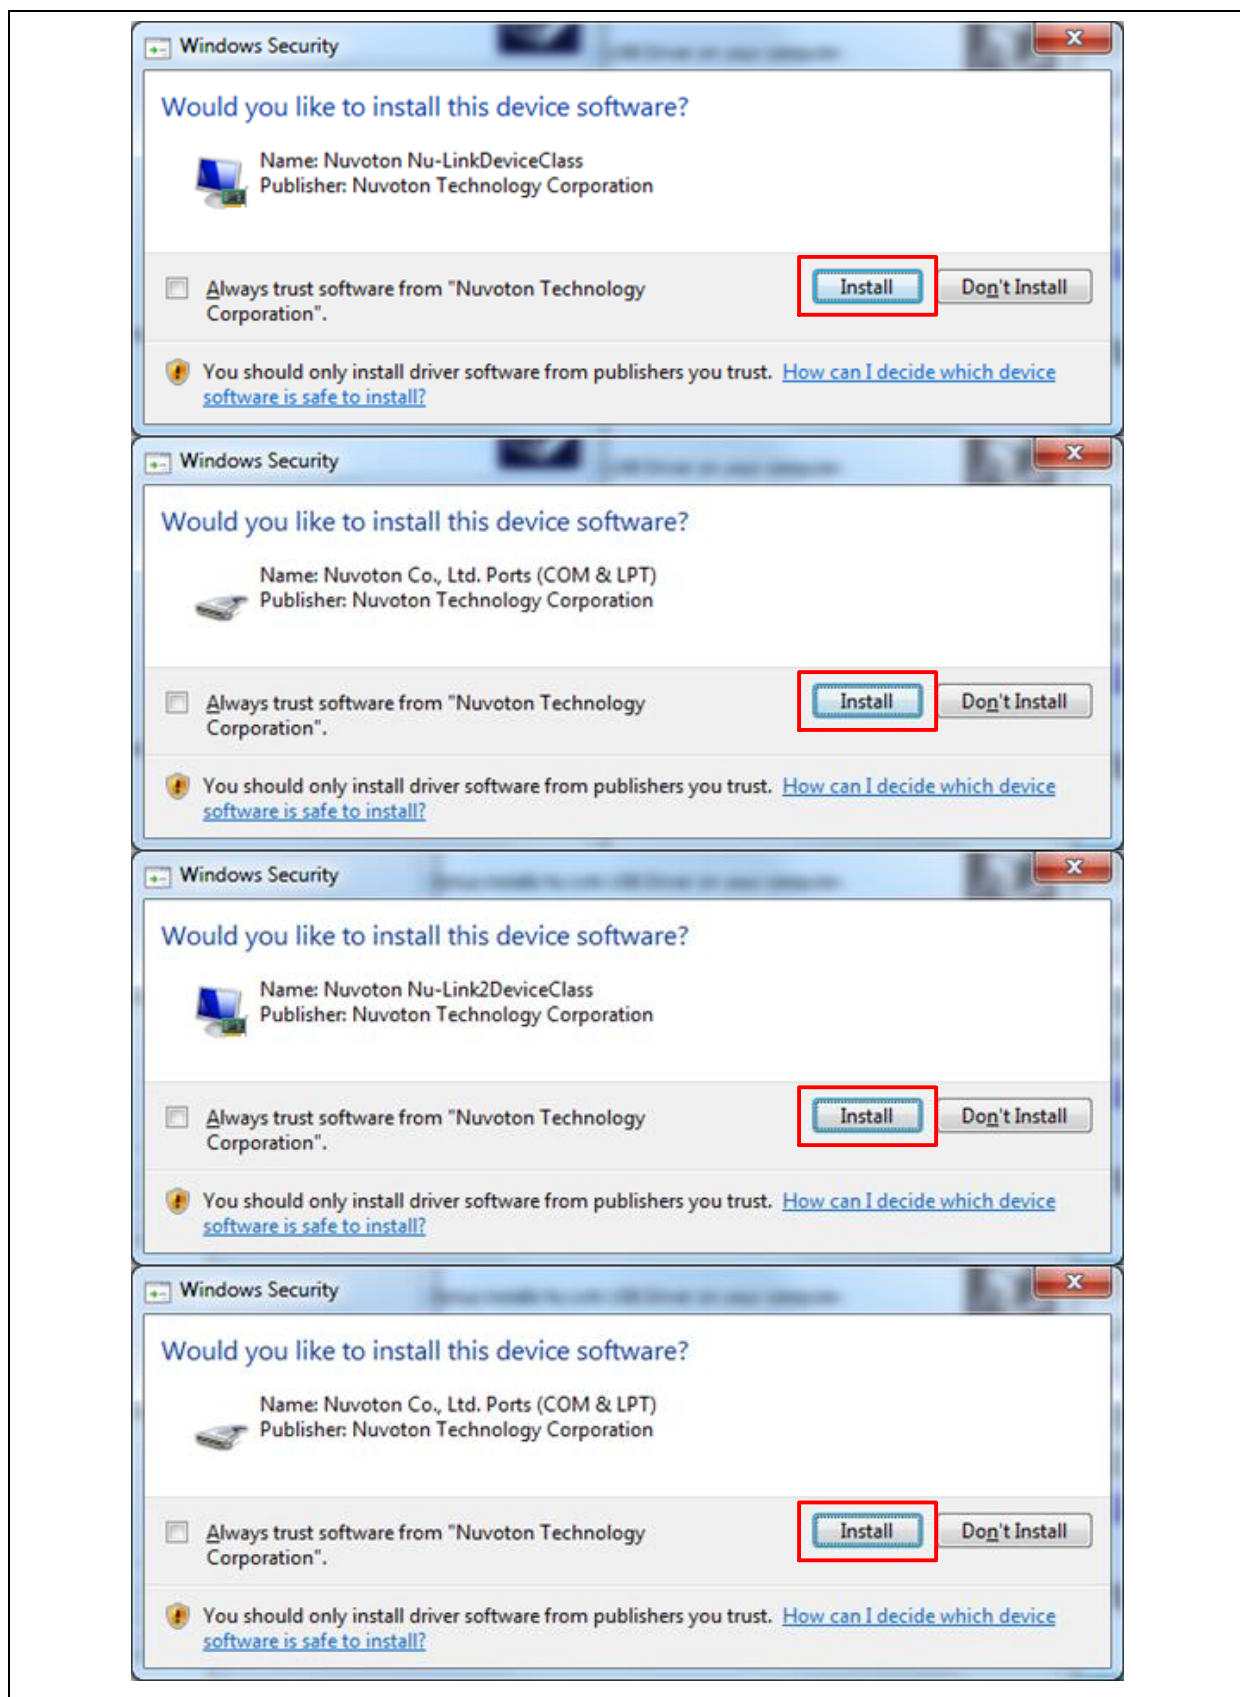 Windows Security
Would you like to install this device software?
Name: Nuvoton Nu-LinkDeviceClass
Publisher: Nuvoton Technology Corporation
Always trust software from "Nuvoton Technology
Corporation".
Install
Don't Install
You should only install driver software from publishers you trust. How can I decide which device
software is safe to install?
Windows Security
Would you like to install this device software?
Name: Nuvoton Co., Ltd. Ports (COM & LPT)
Publisher: Nuvoton Technology Corporation
Always trust software from "Nuvoton Technology
Corporation".
Install
Don't Install
You should only install driver software from publishers you trust. How can I decide which device
software is safe to install?
Windows Security
Would you like to install this device software?
Name: Nuvoton Nu-Link2DeviceClass
Publisher: Nuvoton Technology Corporation
Always trust software from "Nuvoton Technology
Corporation".
Install
Don't Install
You should only install driver software from publishers you trust. How can I decide which device
software is safe to install?
Windows Security
Would you like to install this device software?
Name: Nuvoton Co., Ltd. Ports (COM & LPT)
Publisher: Nuvoton Technology Corporation
Always trust software from "Nuvoton Technology
Corporation".
Install
Don't Install
You should only install driver software from publishers you trust. How can I decide which device
software is safe to install?